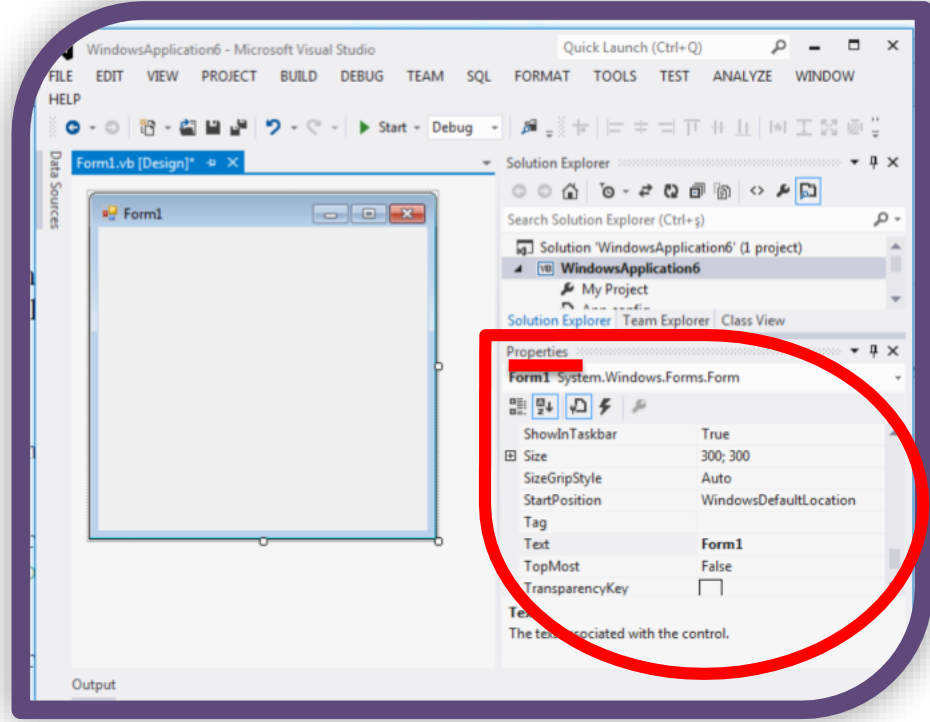 WindowsApplication6 - Microsoft Visual Studio
Quick Launch (Ctrl+Q)
FILE EDIT VIEW PROJECT BUILD DEBUG TEAM SQL FORMAT TOOLS TEST ANALYZE WINDOW
HELP
Start Debug
Data Sources
Form1.vb [Design]*
Form1
Solution Explorer
Search Solution Explorer (Ctrl+ş)
Solution 'WindowsApplication6' (1 project)
VB WindowsApplication6
My Project
Solution Explorer Team Explorer Class View
Properties
Form1 System.Windows.Forms.Form
ShowInTaskbar True
Size 300; 300
SizeGripStyle Auto
StartPosition WindowsDefaultLocation
Tag
Text Form1
TopMost False
TransparencyKey
The text associated with the control.
Output